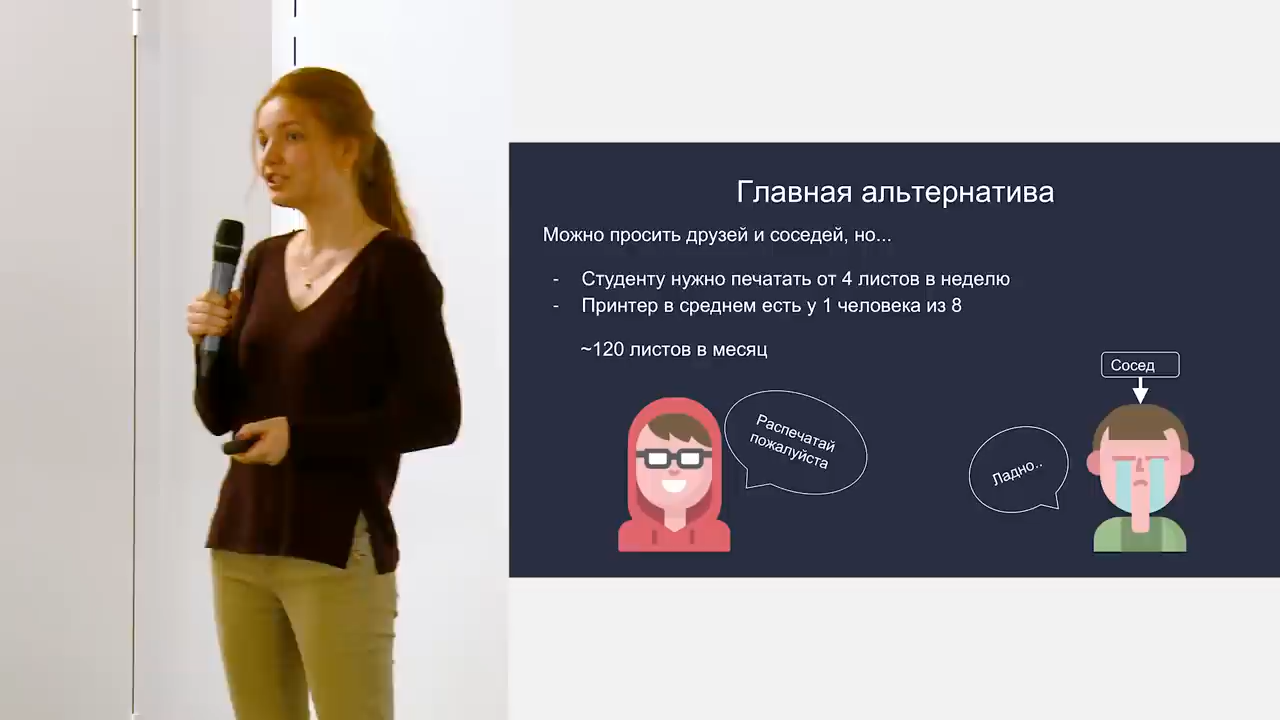 Главная альтернатива
Можно просить друзей и соседей, но...
- Студенту нужно печатать от 4 листов в неделю
- Принтер в среднем есть у 1 человека из 8
~120 листов в месяц
Сосед
Распечатай
пожалуйста
Ладно..